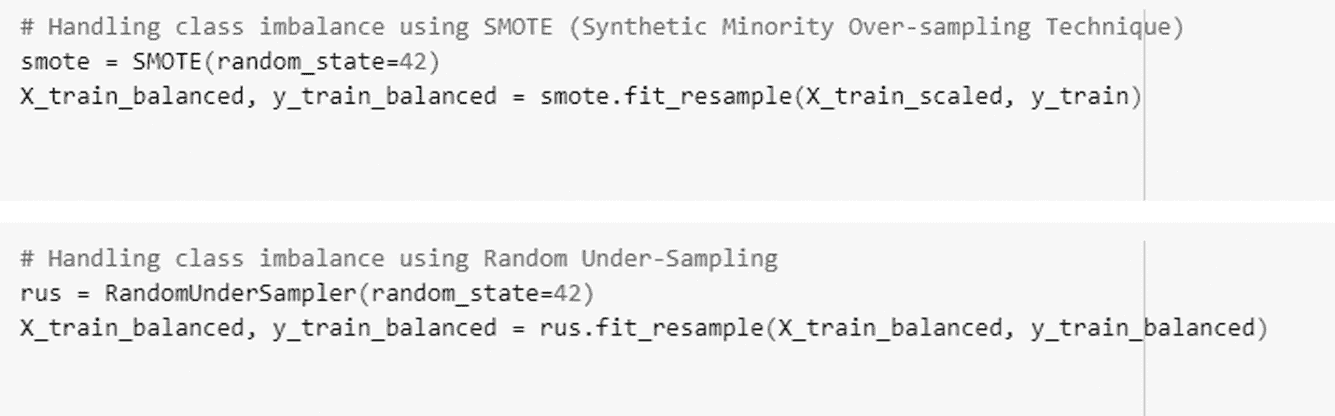 # Handling class imbalance using SMOTE (Synthetic Minority Over-sampling Technique)
smote = SMOTE(random_state=42)
X_train_balanced, y_train_balanced = smote.fit_resample(X_train_scaled, y_train)
# Handling class imbalance using Random Under-Sampling
rus = RandomUnderSampler(random_state=42)
X_train_balanced, y_train_balanced = rus.fit_resample(X_train_balanced, y_train_balanced)